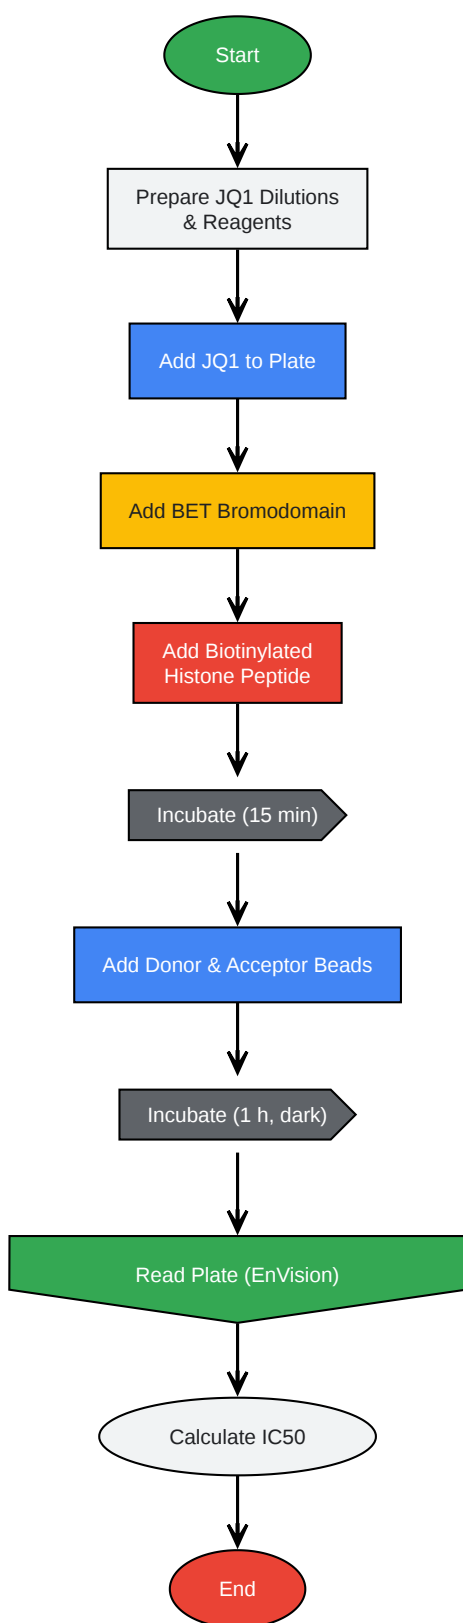 Start
Prepare JQ1 Dilutions
& Reagents
Add JQ1 to Plate
Add BET Bromodomain
Add Biotinylated
Histone Peptide
Incubate (15 min)
Add Donor & Acceptor Beads
Incubate (1 h, dark)
Read Plate (EnVision)
Calculate IC50
End